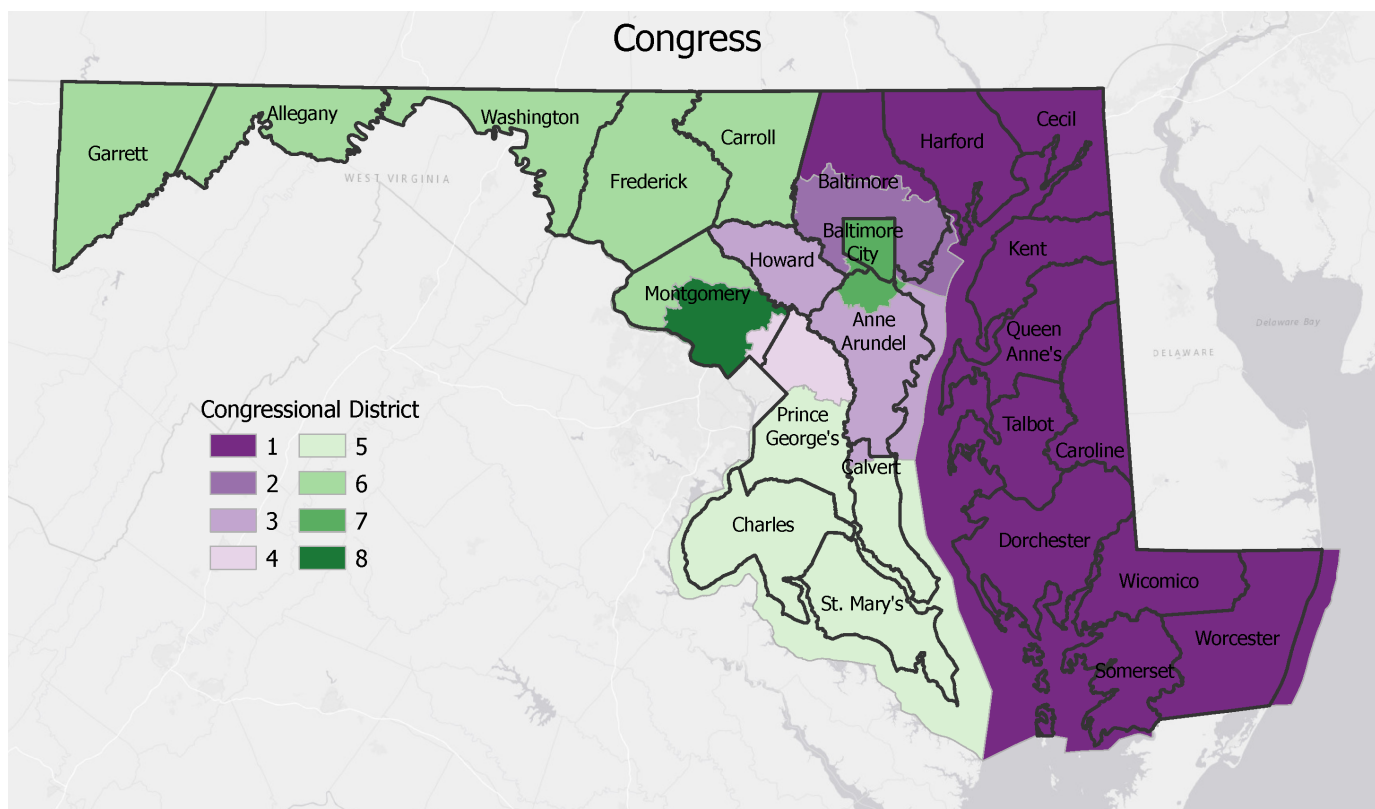 Congress
Garrett
Allegany
Washington
Frederick
Carroll
Harford
Cecil
WEST VIRGINIA
Baltimore
Baltimore
City
Kent
Howard
Montgomery
Anne
Arundel
Queen
Anne's
Delaware Bay
DELAWARE
Prince
George's
Talbot
Caroline
Calvert
Charles
Dorchester
Wicomico
St. Mary's
Worcester
Somerset
Congressional District
1
2
3
4
5
6
7
8